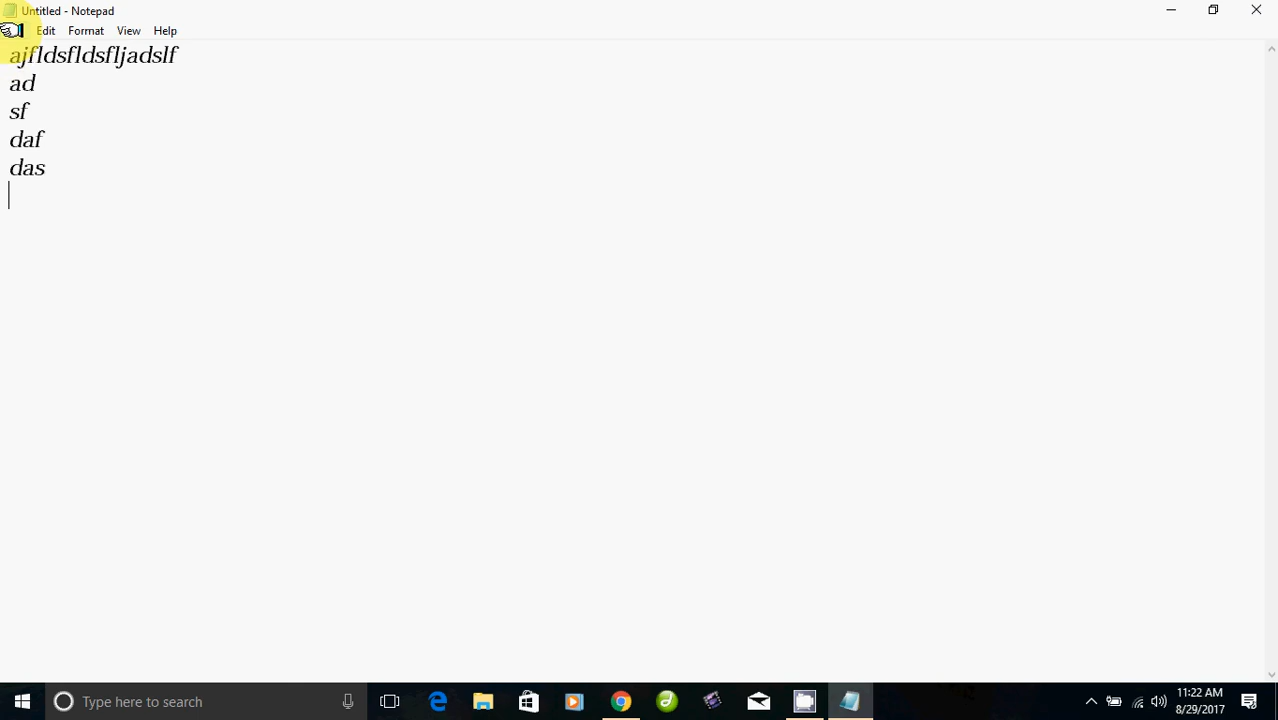 Untitled - Notepad
Edit Format View Help
ajfldsfldsfljadslf
ad
sf
daf
das
Type here to search
11:22 AM
8/29/2017